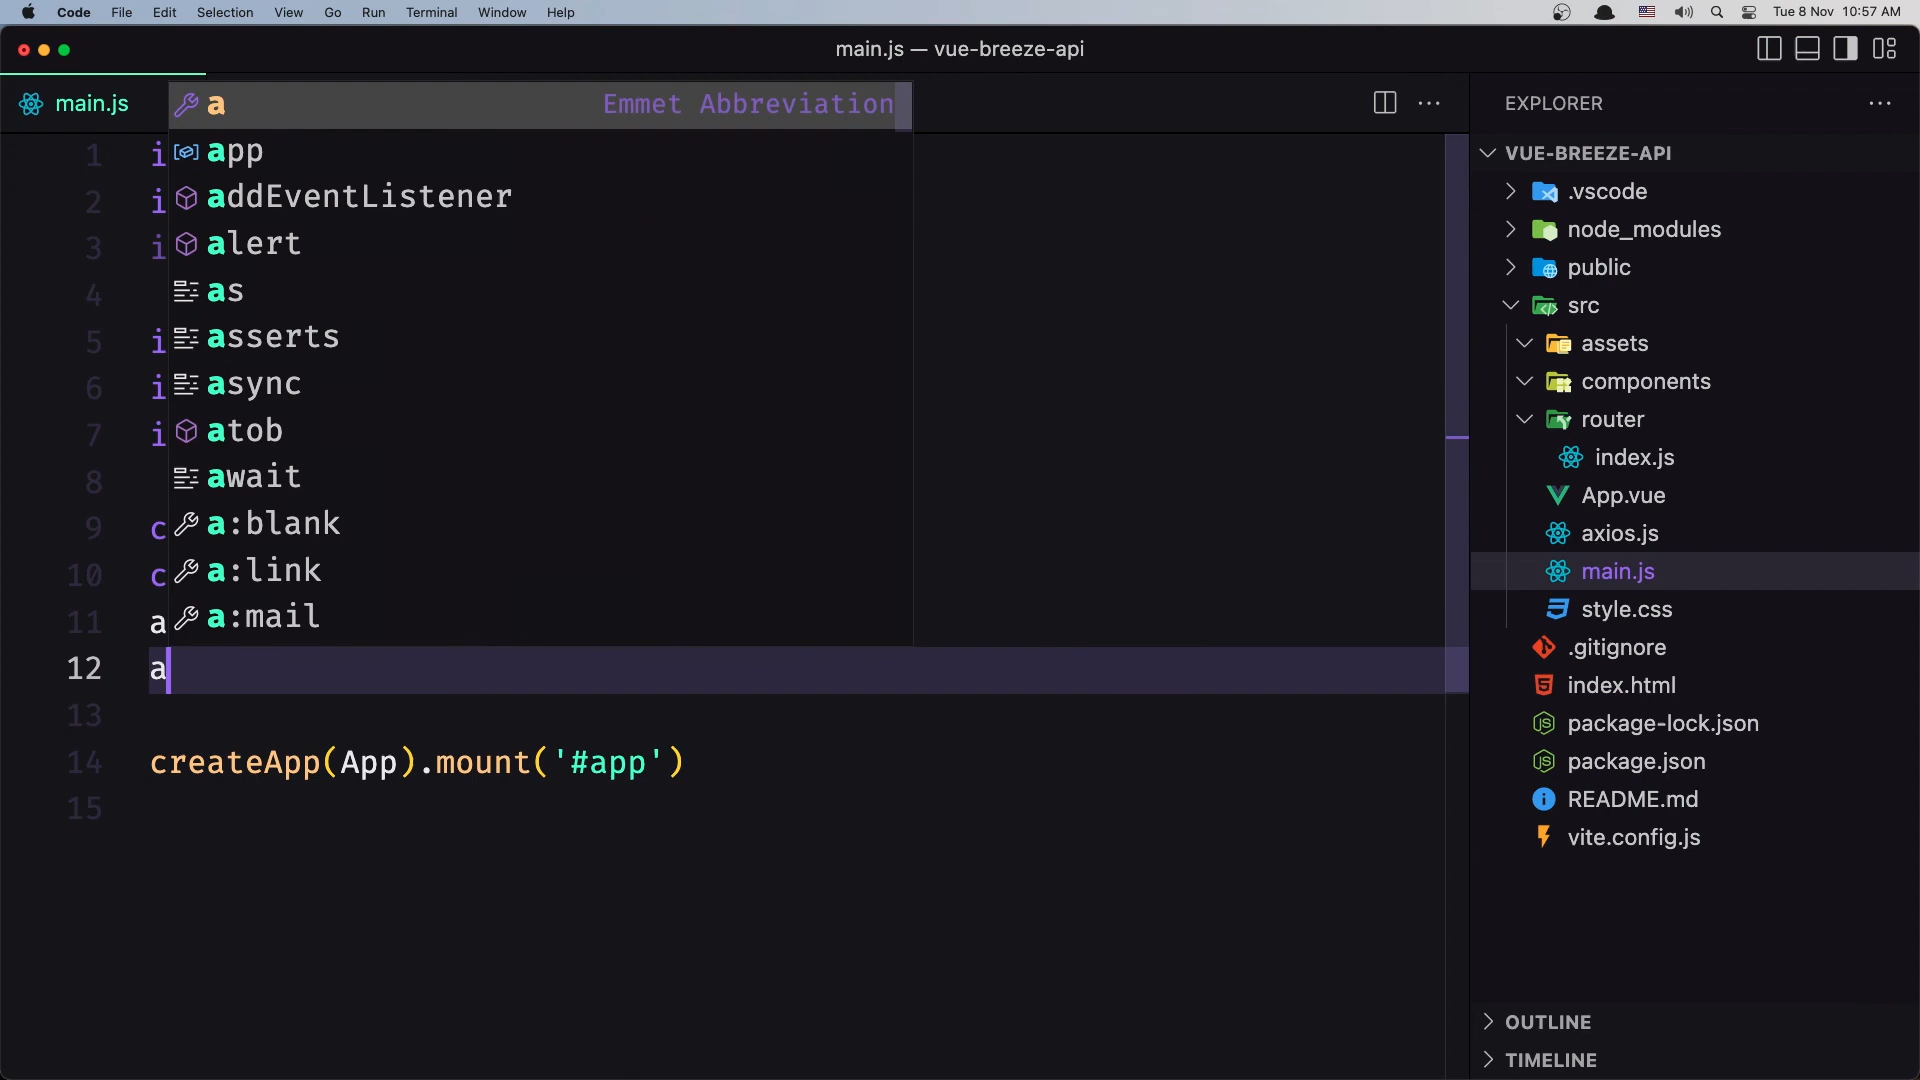 Code File Edit Selection View Go Run Terminal Window Help Tue 8 Nov 10:57 AM
main.js — vue-breeze-api
main.js
a Emmet Abbreviation
app
addEventListener
alert
as
asserts
async
atob
await
a:blank
a:link
a:mail
1 i
2 i
3 i
4
5 i
6 i
7 i
8
9 c
10 c
11 a
12 a
13
14 createApp(App).mount('#app')
15
EXPLORER
VUE-BREEZE-API
.vscode
node_modules
public
src
assets
components
router
index.js
App.vue
axios.js
main.js
style.css
.gitignore
index.html
package-lock.json
package.json
README.md
vite.config.js
OUTLINE
TIMELINE